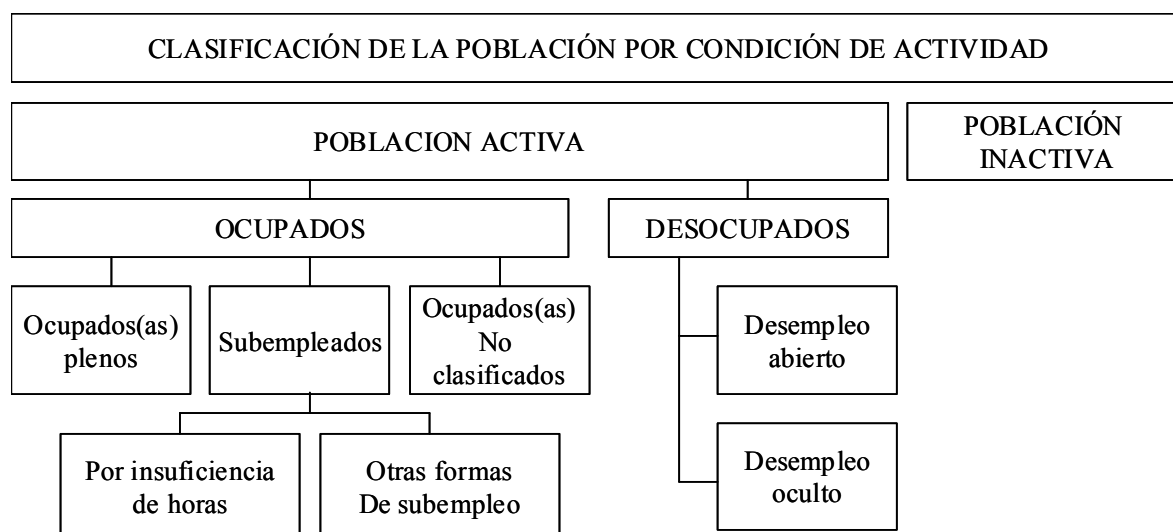 CLASIFICACIÓN DE LA POBLACIÓN POR CONDICIÓN DE ACTIVIDAD
POBLACION ACTIVA
POBLACIÓN
INACTIVA
OCUPADOS
DESOCUPADOS
Ocupados(as)
plenos
Subempleados
Ocupados(as)
No
clasificados
Desempleo
abierto
Por insuficiencia
de horas
Otras formas
De subempleo
Desempleo
oculto